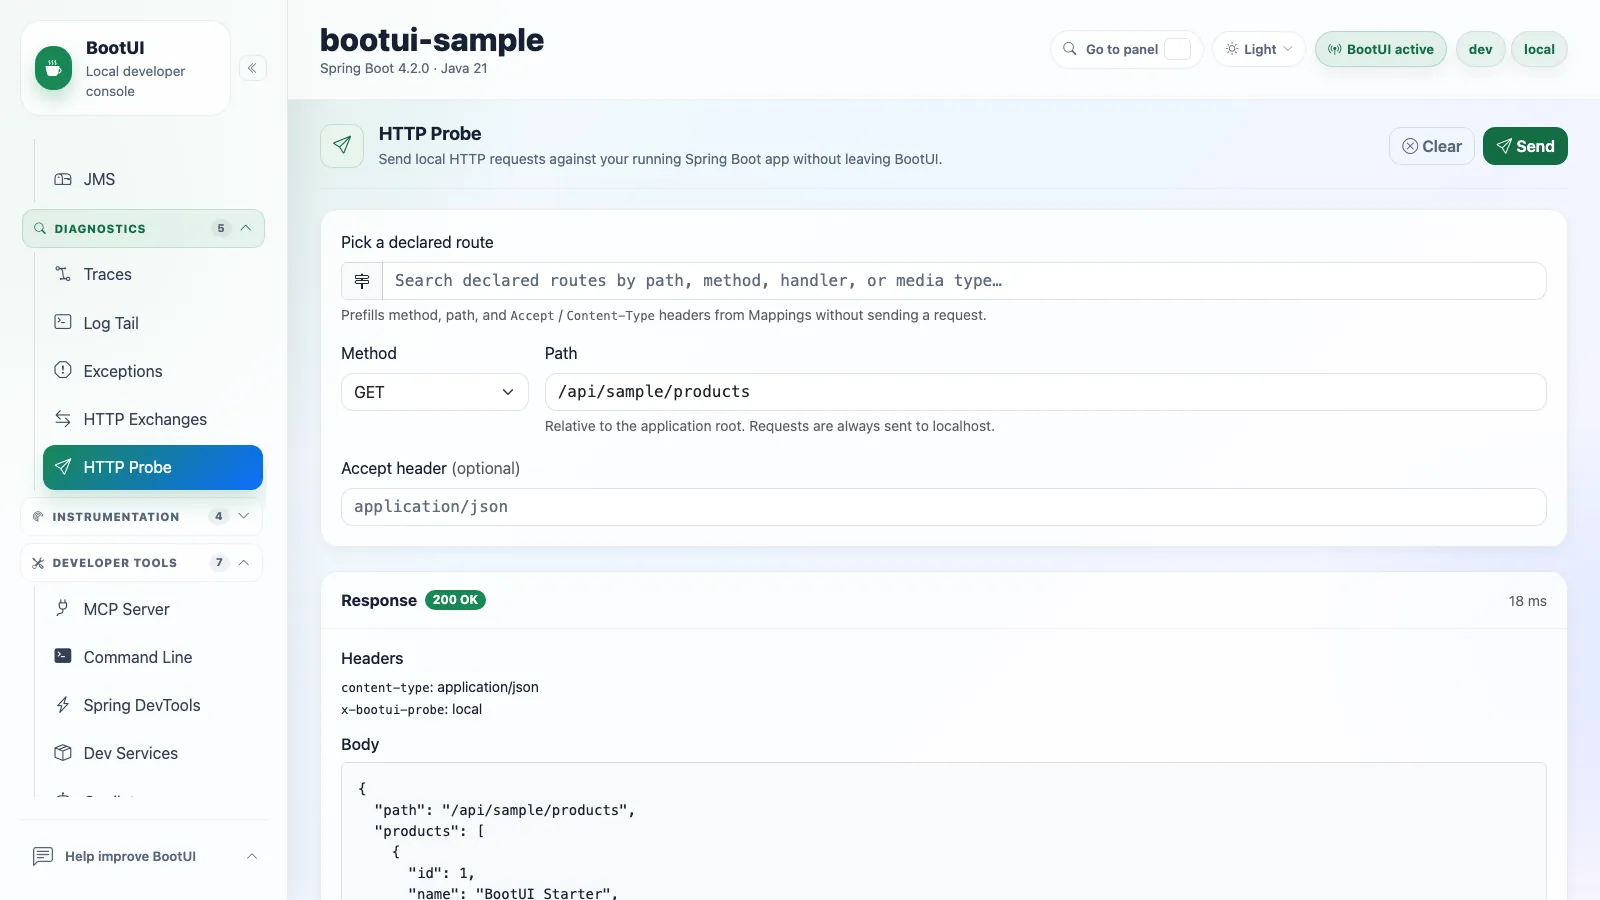 BootUI
Local developer
console
JMS
DIAGNOSTICS 5
Traces
Log Tail
Exceptions
HTTP Exchanges
HTTP Probe
INSTRUMENTATION 4
DEVELOPER TOOLS 7
MCP Server
Command Line
Spring DevTools
Dev Services
Help improve BootUI
bootui-sample
Spring Boot 4.2.0 · Java 21
Go to panel
Light
BootUI active
dev
local
HTTP Probe
Send local HTTP requests against your running Spring Boot app without leaving BootUI.
Clear
Send
Pick a declared route
Search declared routes by path, method, handler, or media type…
Prefills method, path, and Accept / Content-Type headers from Mappings without sending a request.
Method
GET
Path
/api/sample/products
Relative to the application root. Requests are always sent to localhost.
Accept header (optional)
application/json
Response 200 OK
18 ms
Headers
content-type: application/json
x-bootui-probe: local
Body
{
"path": "/api/sample/products",
"products": [
{
"id": 1,
"name": "BootUI Starter",